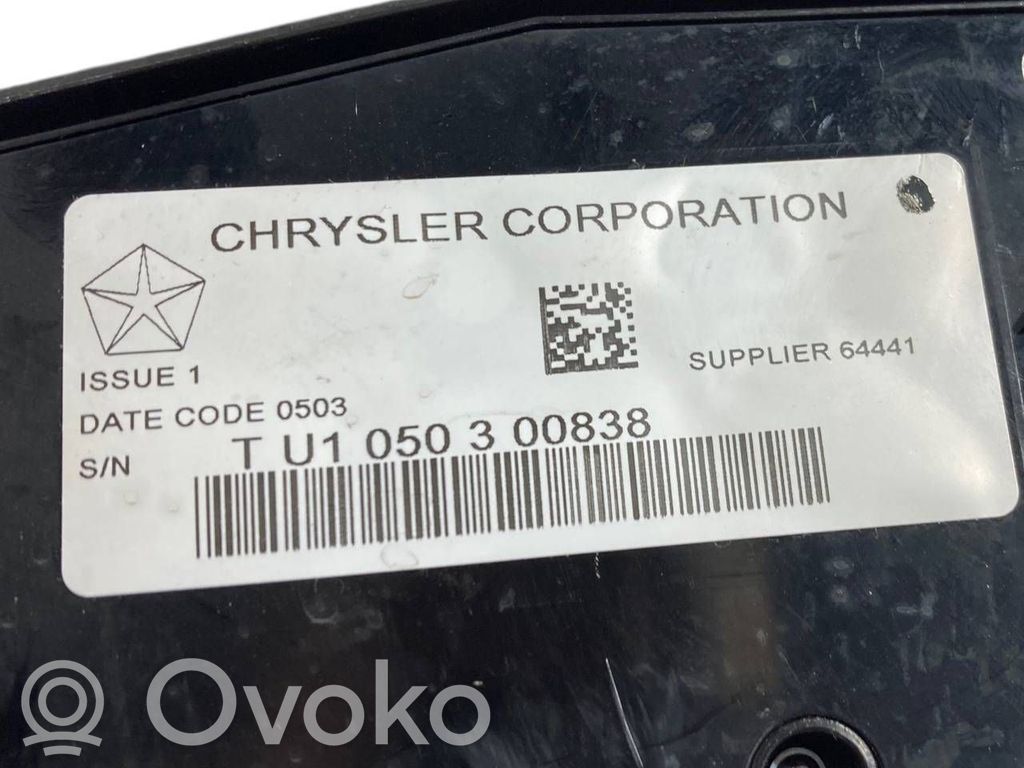 CHRYSLER CORPORATION
SUPPLIER 64441
ISSUE 1
DATE CODE 0503
S/N T U1 050 3 00838
Ovoko